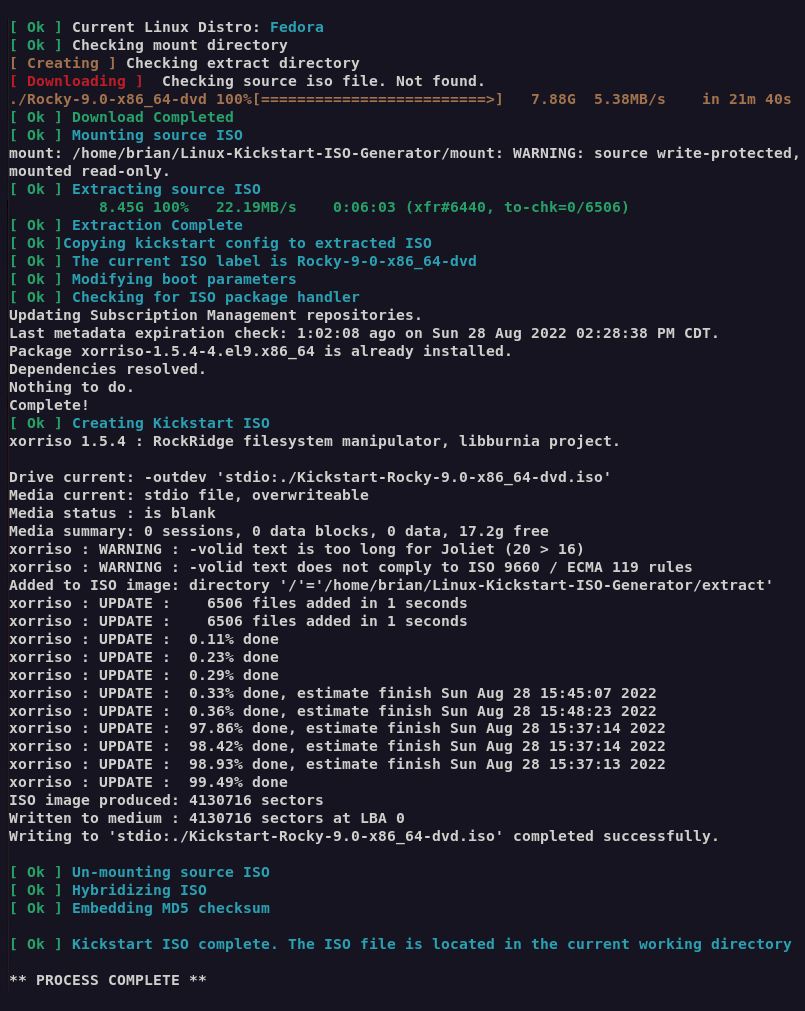 [ Ok ] Current Linux Distro: Fedora
[ Ok ] Checking mount directory
[ Creating ] Checking extract directory
[ Downloading ]  Checking source iso file. Not found.
./Rocky-9.0-x86_64-dvd 100%[=========================>]   7.88G  5.38MB/s    in 21m 40s
[ Ok ] Download Completed
[ Ok ] Mounting source ISO
mount: /home/brian/Linux-Kickstart-ISO-Generator/mount: WARNING: source write-protected,
mounted read-only.
[ Ok ] Extracting source ISO
          8.45G 100%   22.19MB/s    0:06:03 (xfr#6440, to-chk=0/6506)
[ Ok ] Extraction Complete
[ Ok ]Copying kickstart config to extracted ISO
[ Ok ] The current ISO label is Rocky-9-0-x86_64-dvd
[ Ok ] Modifying boot parameters
[ Ok ] Checking for ISO package handler
Updating Subscription Management repositories.
Last metadata expiration check: 1:02:08 ago on Sun 28 Aug 2022 02:28:38 PM CDT.
Package xorriso-1.5.4-4.el9.x86_64 is already installed.
Dependencies resolved.
Nothing to do.
Complete!
[ Ok ] Creating Kickstart ISO
xorriso 1.5.4 : RockRidge filesystem manipulator, libburnia project.

Drive current: -outdev 'stdio:./Kickstart-Rocky-9.0-x86_64-dvd.iso'
Media current: stdio file, overwriteable
Media status : is blank
Media summary: 0 sessions, 0 data blocks, 0 data, 17.2g free
xorriso : WARNING : -volid text is too long for Joliet (20 > 16)
xorriso : WARNING : -volid text does not comply to ISO 9660 / ECMA 119 rules
Added to ISO image: directory '/'='/home/brian/Linux-Kickstart-ISO-Generator/extract'
xorriso : UPDATE :    6506 files added in 1 seconds
xorriso : UPDATE :    6506 files added in 1 seconds
xorriso : UPDATE :  0.11% done
xorriso : UPDATE :  0.23% done
xorriso : UPDATE :  0.29% done
xorriso : UPDATE :  0.33% done, estimate finish Sun Aug 28 15:45:07 2022
xorriso : UPDATE :  0.36% done, estimate finish Sun Aug 28 15:48:23 2022
xorriso : UPDATE :  97.86% done, estimate finish Sun Aug 28 15:37:14 2022
xorriso : UPDATE :  98.42% done, estimate finish Sun Aug 28 15:37:14 2022
xorriso : UPDATE :  98.93% done, estimate finish Sun Aug 28 15:37:13 2022
xorriso : UPDATE :  99.49% done
ISO image produced: 4130716 sectors
Written to medium : 4130716 sectors at LBA 0
Writing to 'stdio:./Kickstart-Rocky-9.0-x86_64-dvd.iso' completed successfully.

[ Ok ] Un-mounting source ISO
[ Ok ] Hybridizing ISO
[ Ok ] Embedding MD5 checksum

[ Ok ] Kickstart ISO complete. The ISO file is located in the current working directory

** PROCESS COMPLETE **